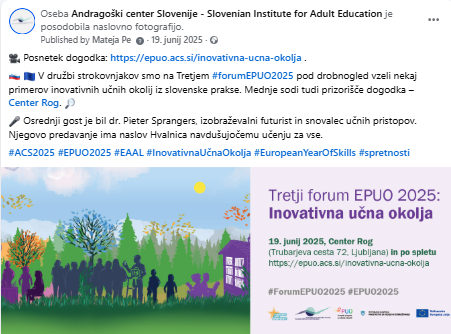 Oseba Andragoški center Slovenije - Slovenian Institute for Adult Education je
posodobila naslovno fotografijo.
Published by Mateja Pe · 19. junij 2025 ·
🎥 Posnetek dogodka: https://epuo.acs.si/inovativna-ucna-okolja .
🇸🇮 🇪🇺 V družbi strokovnjakov smo na Tretjem #forumEPUO2025 pod drobnogled vzeli nekaj
primerov inovativnih učnih okolij iz slovenske prakse. Mednje sodi tudi prizorišče dogodka –
Center Rog. 🔎
🎤 Osrednji gost je bil dr. Pieter Sprangers, izobraževalni futurist in snovalec učnih pristopov.
Njegovo predavanje ima naslov Hvalnica navdušujočemu učenju za vse.
#ACS2025 #EPUO2025 #EAAL #InovativnaUčnaOkolja #EuropeanYearOfSkills #spretnosti
Tretji forum EPUO 2025:
Inovativna učna okolja
19. junij 2025, Center Rog
(Trubarjeva cesta 72, Ljubljana) in po spletu
https://epuo.acs.si/inovativna-ucna-okolja
#ForumEPUO2025 #EPUO2025